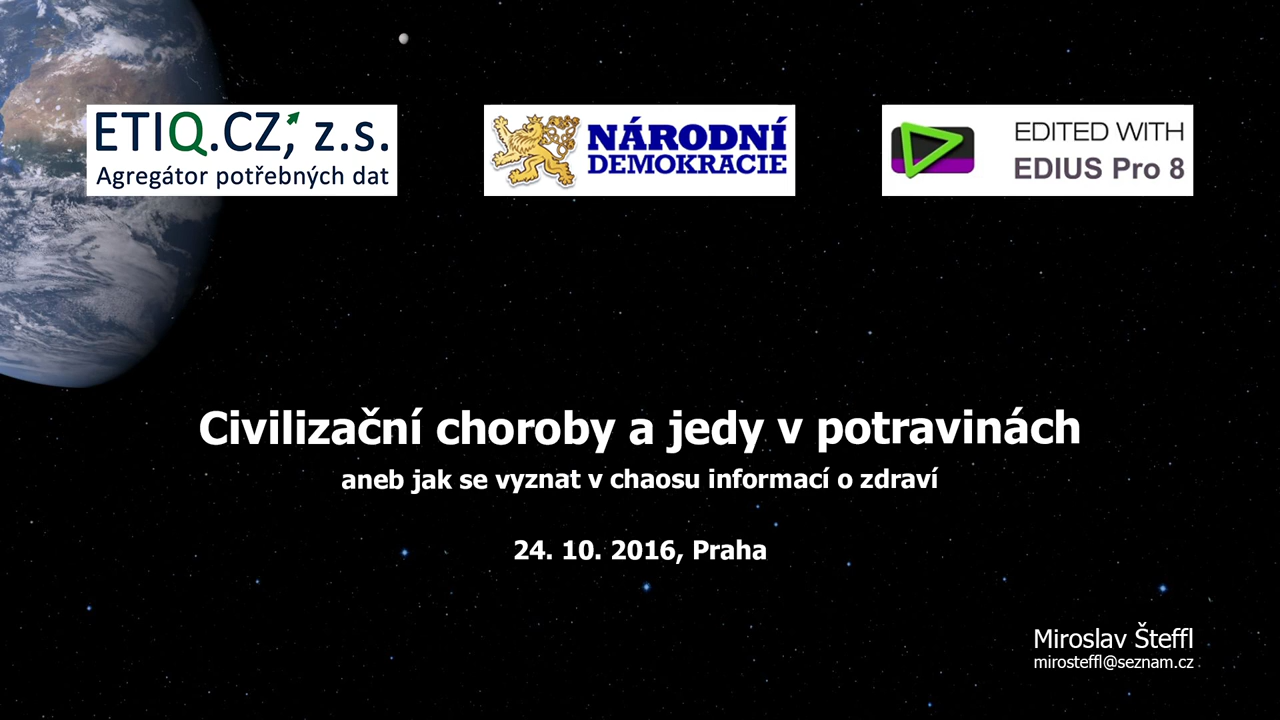 ETIQ.CZ, z.s.
Agregátor potřebných dat
NÁRODNÍ
DEMOKRACIE
EDITED WITH
EDIUS Pro 8
Civilizační choroby a jedy v potravinách
aneb jak se vyznat v chaosu informací o zdraví
24. 10. 2016, Praha
Miroslav Šteffl
mirosteffl@seznam.cz